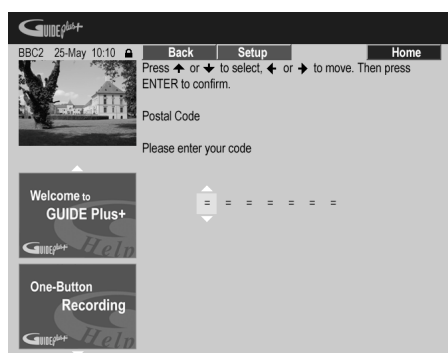 GUIDE Plus+
BBC2 25-May 10:10 Back Setup Home
Press ↑ or ↓ to select, ← or → to move. Then press
ENTER to confirm.
Postal Code
Please enter your code
= = = = = = =
Welcome to
GUIDE Plus+
GUIDE Plus+ Help
One-Button
Recording
GUIDE Plus+ Help